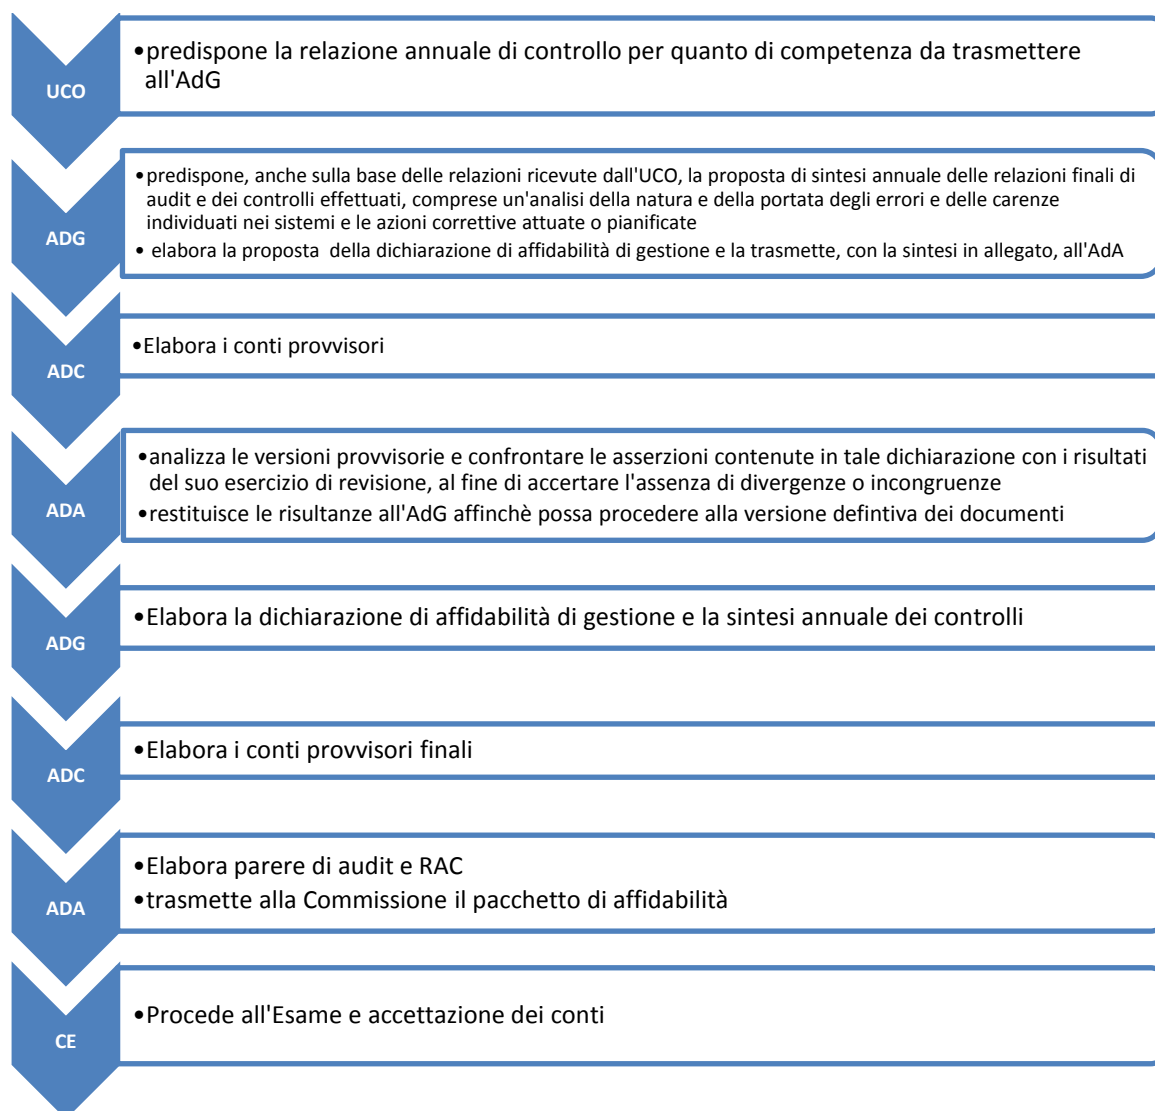 UCO
•predispone la relazione annuale di controllo per quanto di competenza da trasmettere
all'AdG
ADG
•predispone, anche sulla base delle relazioni ricevute dall'UCO, la proposta di sintesi annuale delle relazioni finali di
audit e dei controlli effettuati, comprese un'analisi della natura e della portata degli errori e delle carenze
individuati nei sistemi e le azioni correttive attuate o pianificate
• elabora la proposta della dichiarazione di affidabilità di gestione e la trasmette, con la sintesi in allegato, all'AdA
ADC
•Elabora i conti provvisori
ADA
•analizza le versioni provvisorie e confrontare le asserzioni contenute in tale dichiarazione con i risultati
del suo esercizio di revisione, al fine di accertare l'assenza di divergenze o incongruenze
•restituisce le risultanze all'AdG affinchè possa procedere alla versione defintiva dei documenti
ADG
•Elabora la dichiarazione di affidabilità di gestione e la sintesi annuale dei controlli
ADC
•Elabora i conti provvisori finali
ADA
•Elabora parere di audit e RAC
•trasmette alla Commissione il pacchetto di affidabilità
CE
•Procede all'Esame e accettazione dei conti